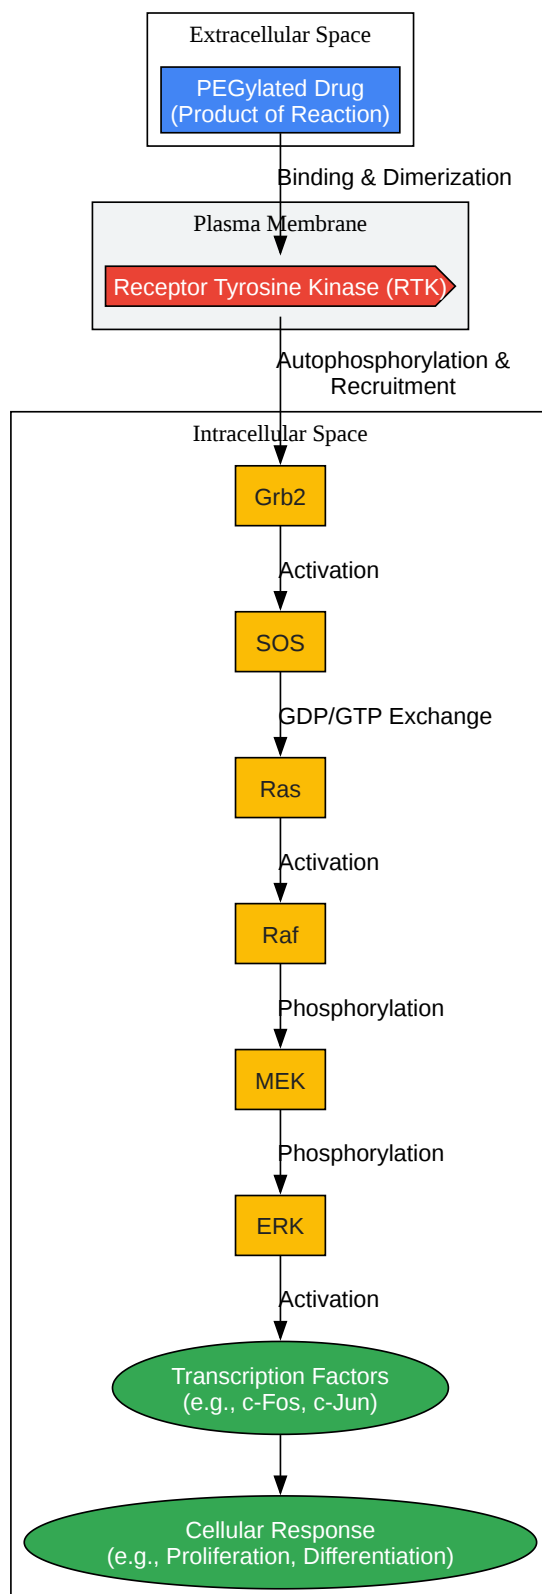 Extracellular Space
PEGylated Drug
(Product of Reaction)
Binding & Dimerization
Plasma Membrane
Receptor Tyrosine Kinase (RTK)
Autophosphorylation &
Recruitment
Intracellular Space
Grb2
Activation
SOS
GDP/GTP Exchange
Ras
Activation
Raf
Phosphorylation
MEK
Phosphorylation
ERK
Activation
Transcription Factors
(e.g., c-Fos, c-Jun)
Cellular Response
(e.g., Proliferation, Differentiation)